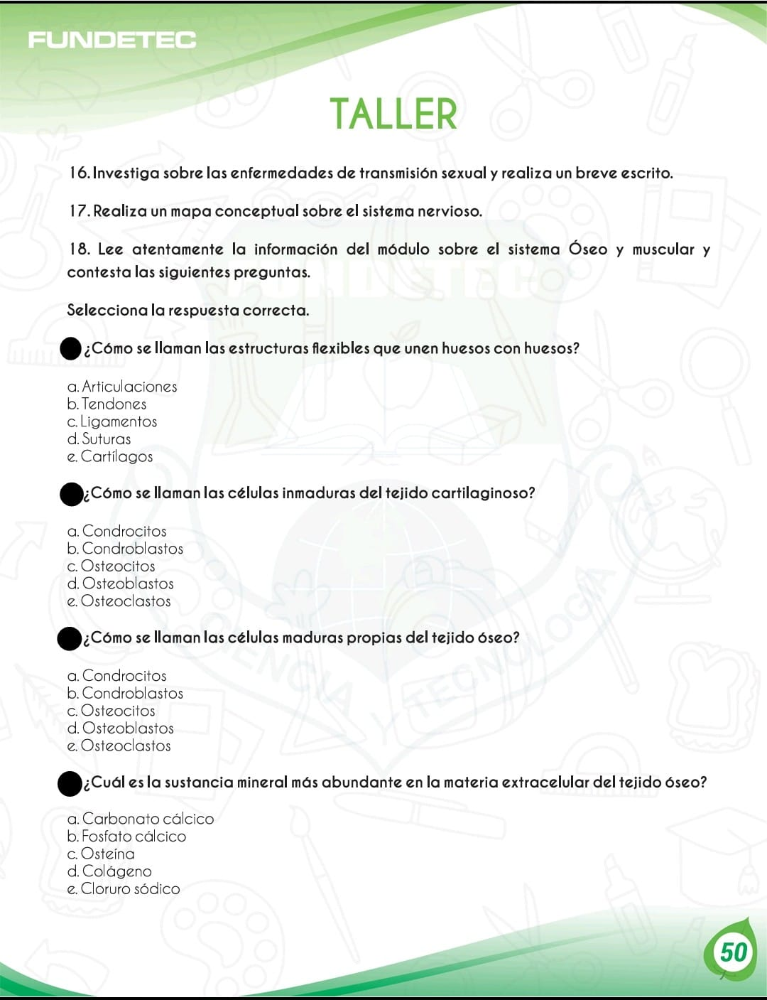 FUNDETEC
TALLER
16. Investiga sobre las enfermedades de transmisión sexual y realiza un breve escrito.
17. Realiza un mapa conceptual sobre el sistema nervioso.
18. Lee atentamente la información del módulo sobre el sistema Óseo y muscular y
contesta las siguientes preguntas.
Selecciona la respuesta correcta.
¿Cómo se llaman las estructuras flexibles que unen huesos con huesos?
a. Articulaciones
b. Tendones
c. Ligamentos
d. Suturas
e. Cartílagos
¿Cómo se llaman las células inmaduras del tejido cartilaginoso?
a. Condrocitos
b. Condroblastos
c. Osteocitos
d. Osteoblastos
e. Osteoclastos
¿Cómo se llaman las células maduras propias del tejido óseo?
a. Condrocitos
b. Condroblastos
c. Osteocitos
d. Osteoblastos
e. Osteoclastos
¿Cuál es la sustancia mineral más abundante en la materia extracelular del tejido óseo?
a. Carbonato cálcico
b. Fosfato cálcico
c. Osteína
d. Colágeno
e. Cloruro sódico
FUNDETEC
CIENCIA Y TECNOLOGÍA
50